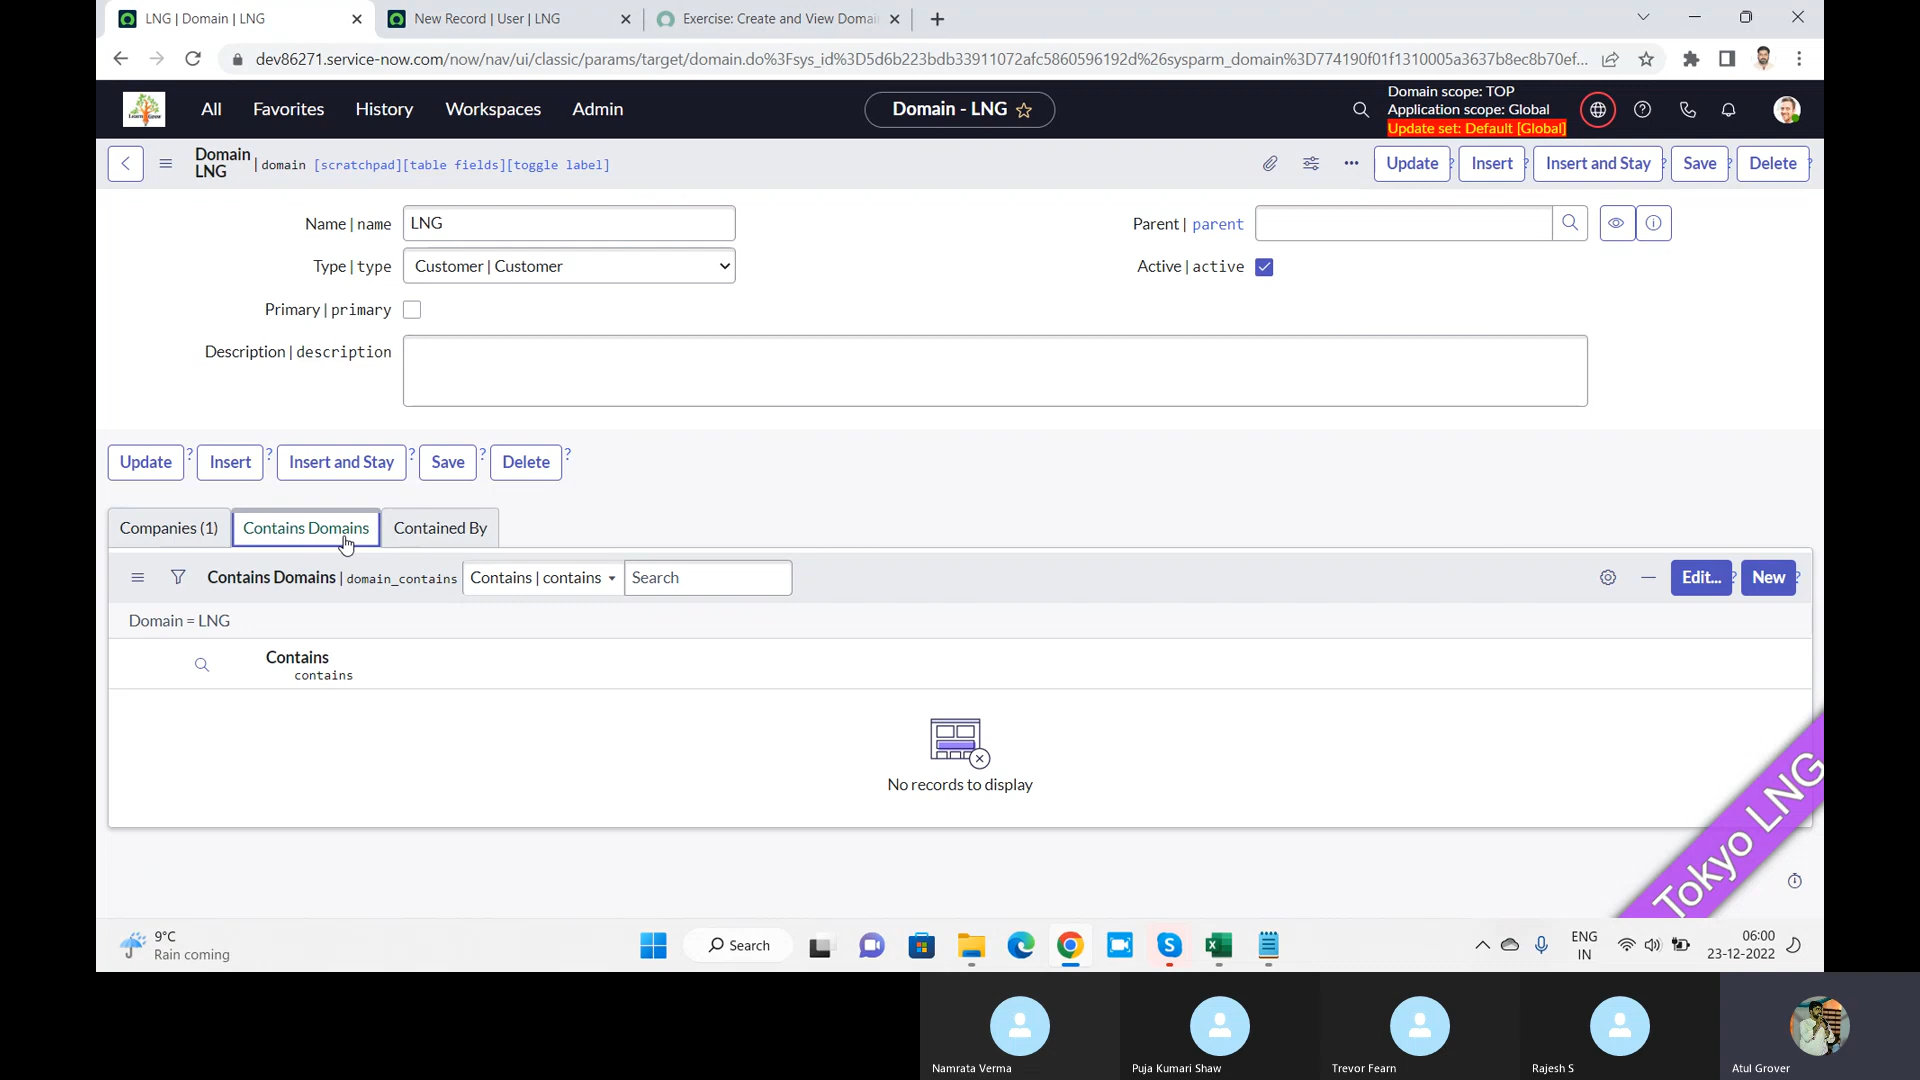 LNG | Domain | LNG
New Record | User | LNG
Exercise: Create and View Domai
dev86271.service-now.com/now/nav/ui/classic/params/target/domain.do%3Fsys_id%3D5d6b223bdb33911072afc5860596192d%26sysparm_domain%3D774190f01f1310005a3637b8ec8b70ef...
All Favorites History Workspaces Admin
Domain - LNG
Domain scope: TOP
Application scope: Global
Update set: Default [Global]
Domain
LNG
| domain [scratchpad][table fields][toggle label]
Update ? Insert ? Insert and Stay ? Save ? Delete ?
Name | name LNG
Parent | parent
Type | type Customer | Customer
Active | active
Primary | primary
Description | description
Update ? Insert ? Insert and Stay ? Save ? Delete ?
Companies (1) Contains Domains Contained By
Contains Domains | domain_contains Contains | contains Search Edit... ? New ?
Domain = LNG
Contains
contains
No records to display
Tokyo LNG
9°C
Rain coming
Search
ENG
IN
06:00
23-12-2022
Namrata Verma
Puja Kumari Shaw
Trevor Fearn
Rajesh S
Atul Grover